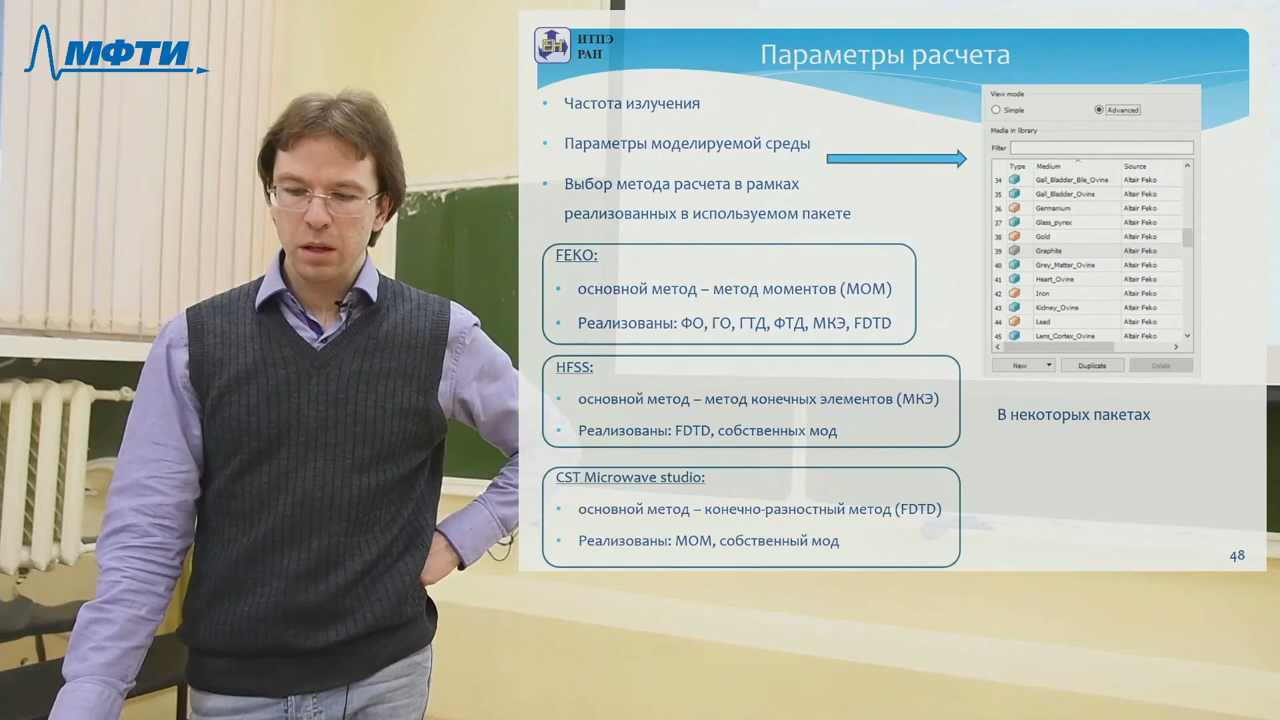 МФТИ
ИТПЭ
РАН
Параметры расчета
• Частота излучения
• Параметры моделируемой среды
• Выбор метода расчета в рамках
реализованных в используемом пакете
FEKO:
• основной метод – метод моментов (МОМ)
• Реализованы: ФО, ГО, ГТД, ФТД, МКЭ, FDTD
HFSS:
• основной метод – метод конечных элементов (МКЭ)
• Реализованы: FDTD, собственных мод
CST Microwave studio:
• основной метод – конечно-разностный метод (FDTD)
• Реализованы: МОМ, собственный мод
View mode
Simple Advanced
Media in library
Filter
Type Medium Source
34 Gall_Bladder_Bile_Ovine Altair Feko
35 Gall_Bladder_Ovine Altair Feko
36 Germanium Altair Feko
37 Glass_pyrex Altair Feko
38 Gold Altair Feko
39 Graphite Altair Feko
40 Grey_Matter_Ovine Altair Feko
41 Heart_Ovine Altair Feko
42 Iron Altair Feko
43 Kidney_Ovine Altair Feko
44 Lead Altair Feko
45 Lens_Cortex_Ovine Altair Feko
New Duplicate Delete
В некоторых пакетах
48